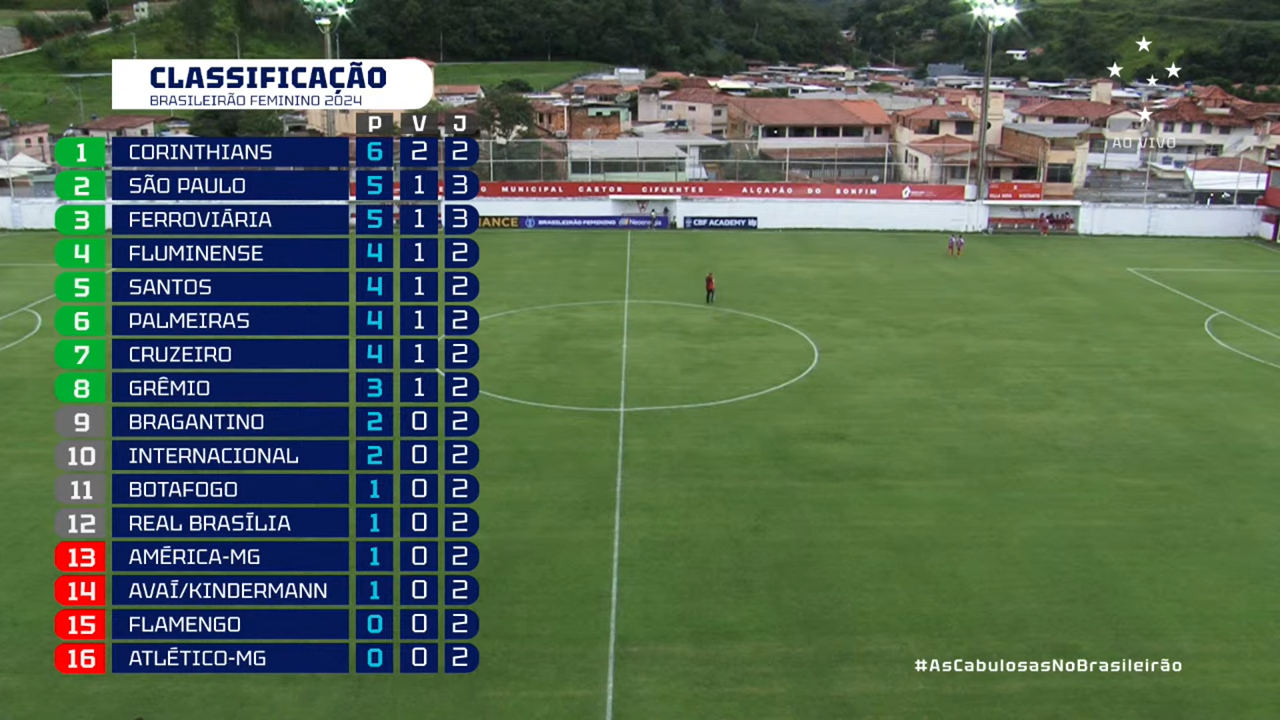 CLASSIFICAÇÃO
BRASILEIRÃO FEMININO 2024
P V J
1 CORINTHIANS 6 2 2
2 SÃO PAULO 5 1 3
3 FERROVIÁRIA 5 1 3
4 FLUMINENSE 4 1 2
5 SANTOS 4 1 2
6 PALMEIRAS 4 1 2
7 CRUZEIRO 4 1 2
8 GRÊMIO 3 1 2
9 BRAGANTINO 2 0 2
10 INTERNACIONAL 2 0 2
11 BOTAFOGO 1 0 2
12 REAL BRASÍLIA 1 0 2
13 AMÉRICA-MG 1 0 2
14 AVAÍ/KINDERMANN 1 0 2
15 FLAMENGO 0 0 2
16 ATLÉTICO-MG 0 0 2
AO VIVO
MUNICIPAL CASTOR CIFUENTES - ALÇAPÃO DO BONFIM
BRASILEIRÃO FEMININO
CBF ACADEMY
#AsCabulosasNoBrasileirão